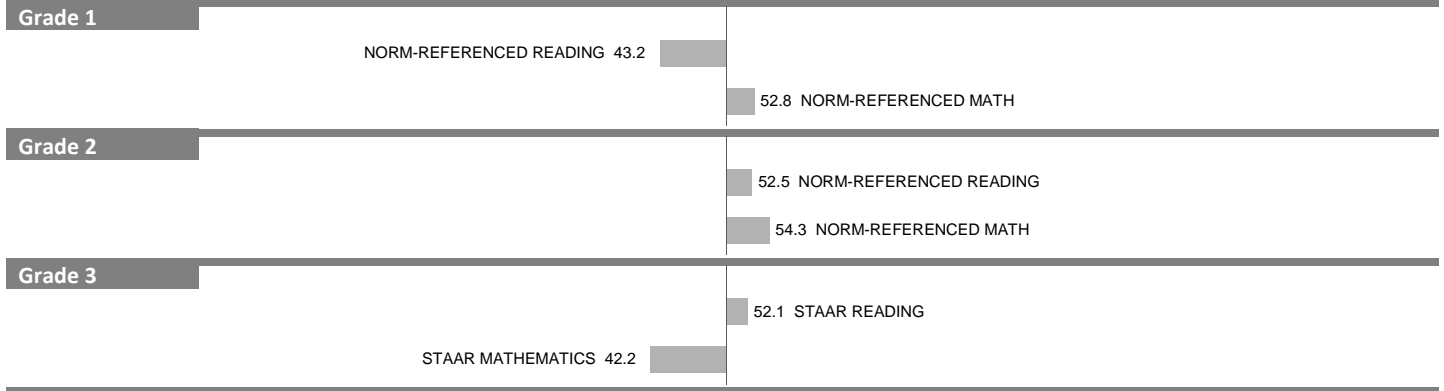 Grade 1
NORM-REFERENCED READING 43.2
52.8 NORM-REFERENCED MATH
Grade 2
52.5 NORM-REFERENCED READING
54.3 NORM-REFERENCED MATH
Grade 3
52.1 STAAR READING
STAAR MATHEMATICS 42.2